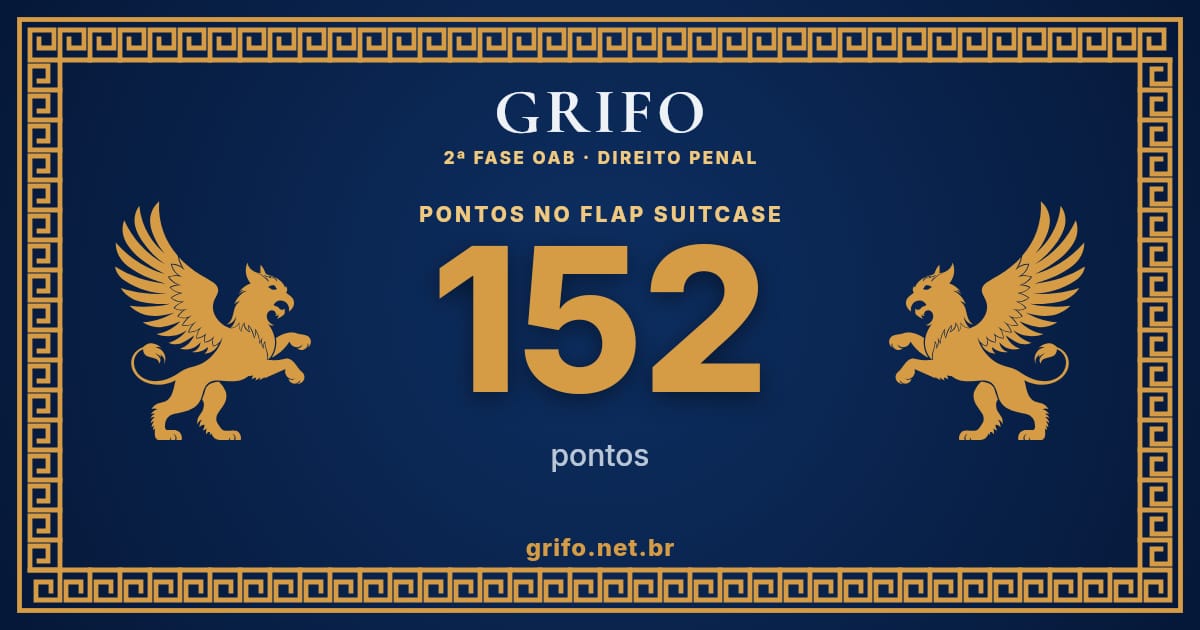 GRIFO
2ª FASE OAB · DIREITO PENAL
PONTOS NO FLAP SUITCASE
152
pontos
grifo.net.br